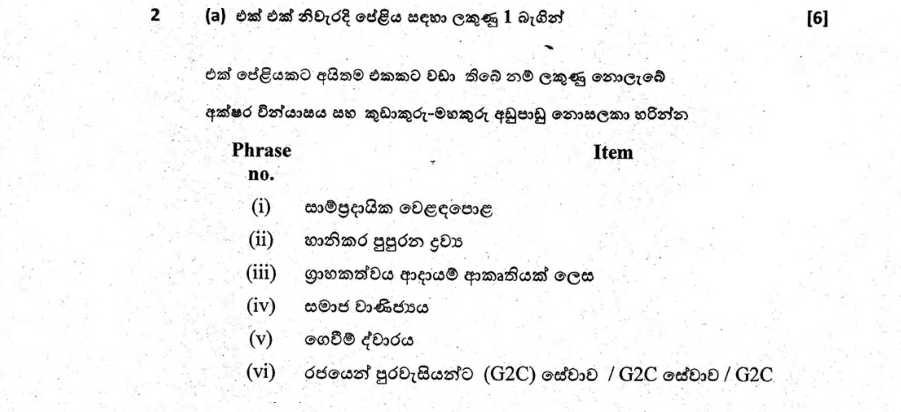 2 (a) එක් එක් නිවැරදි පේළිය සඳහා ලකුණු 1 බැගින් [6]
එක් පේළියකට අයිතම එකකට වඩා තිබේ නම් ලකුණු නොලැබේ
අක්ෂර වින්යාසය සහ කුඩාකුරු-මහකුරු අඩුපාඩු නොසලකා හරින්න
Phrase Item
no.
(i) සාම්ප්‍රදායික වෙළඳපොළ
(ii) හානිකර පුපුරන ද්‍රව්‍ය
(iii) ග්‍රාහකත්වය ආදායම් ආකෘතියක් ලෙස
(iv) සමාජ වාණිජ්‍යය
(v) ගෙවීම් ද්වාරය
(vi) රජයෙන් පුරවැසියන්ට (G2C) සේවාව / G2C සේවාව / G2C